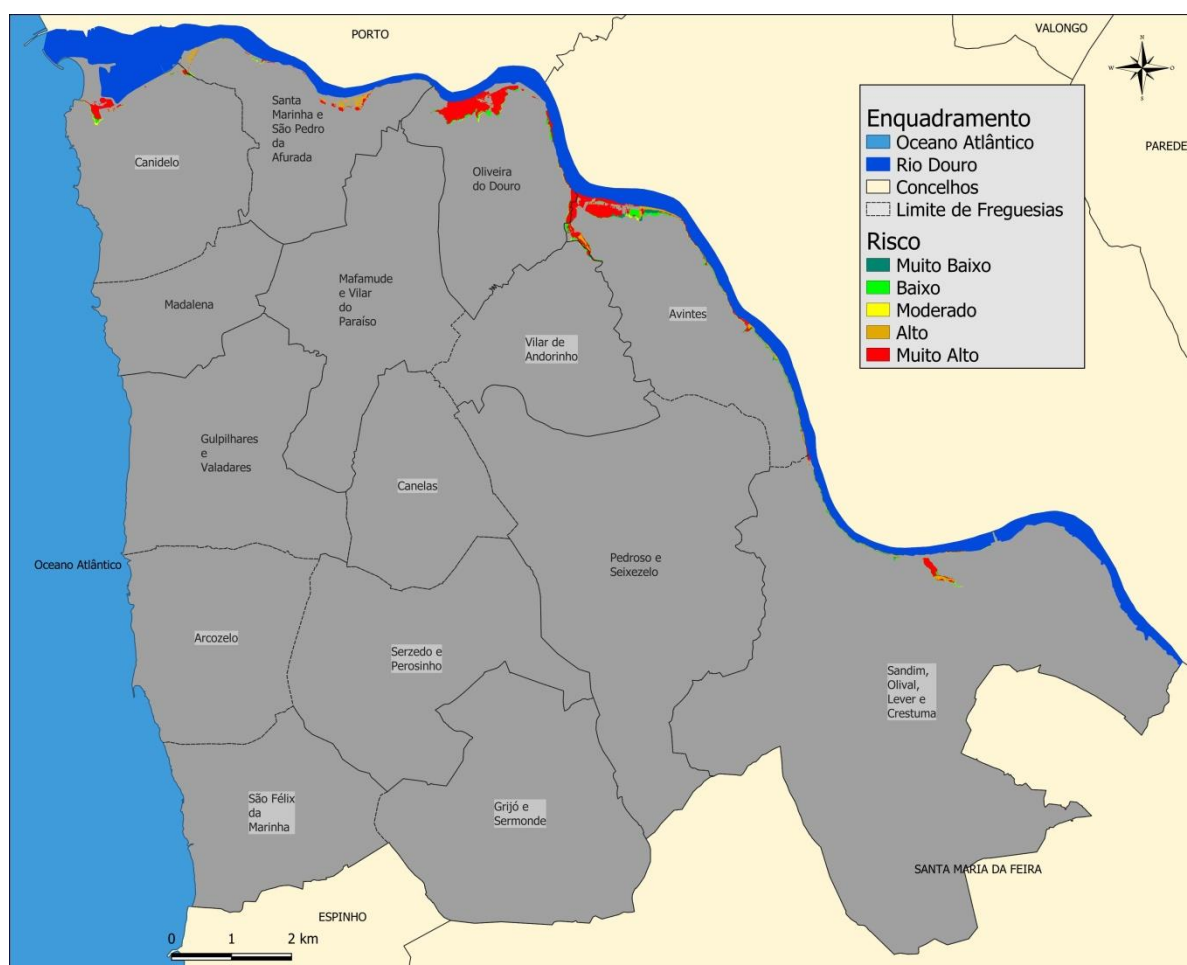 PORTO
VALONGO
N
W
O
S
PAREDE
Enquadramento
Oceano Atlântico
Rio Douro
Concelhos
Limite de Freguesias
Risco
Muito Baixo
Baixo
Moderado
Alto
Muito Alto
Santa
Marinha e
São Pedro
da
Afurada
Canidelo
Oliveira
do Douro
Mafamude
e Vilar
do
Paraíso
Madalena
Avintes
Vilar de
Andorinho
Gulpilhares
e
Valadares
Canelas
Oceano Atlântico
Pedroso e
Seixezelo
Arcozelo
Serzedo e
Perosinho
Sandim,
Olival,
Lever e
Crestuma
São Félix
da
Marinha
Grijó e
Sermonde
SANTA MARIA DA FEIRA
ESPINHO
0 1 2 km